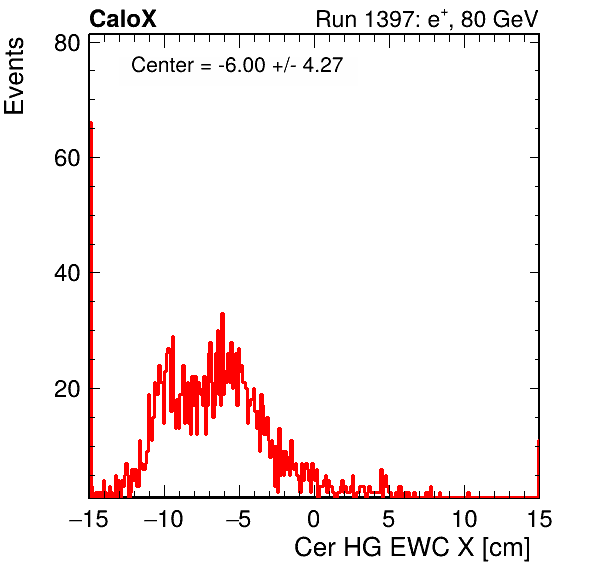 CaloX Run 1397: e⁺, 80 GeV
Center = -6.00 +/- 4.27
Events
80
60
40
20
−15 −10 −5 0 5 10 15
Cer HG EWC X [cm]